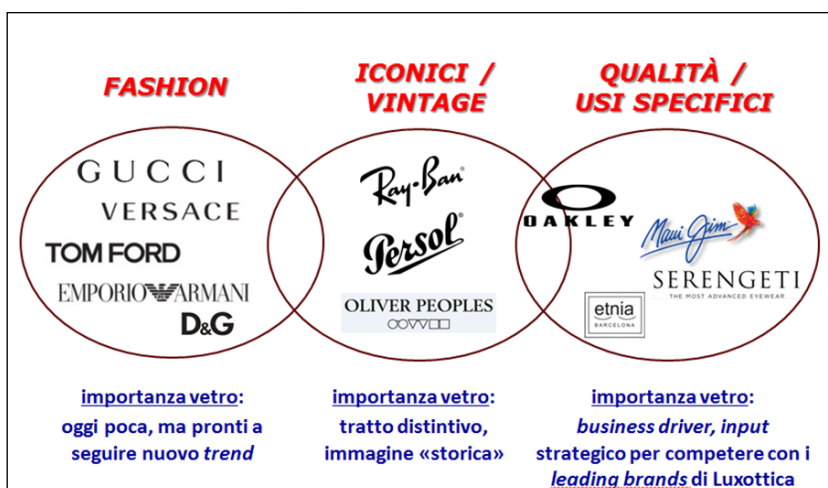 FASHION
GUCCI
VERSACE
TOM FORD
EMPORIO ARMANI
D&G
importanza vetro:
oggi poca, ma pronti a
seguire nuovo trend
ICONICI /
VINTAGE
Ray-Ban®
Persol®
OLIVER PEOPLES
importanza vetro:
tratto distintivo,
immagine «storica»
QUALITÀ /
USI SPECIFICI
OAKLEY
Maui Jim®
SERENGETI
THE MOST ADVANCED EYEWEAR
etnia
BARCELONA
importanza vetro:
business driver, input
strategico per competere con i
leading brands di Luxottica